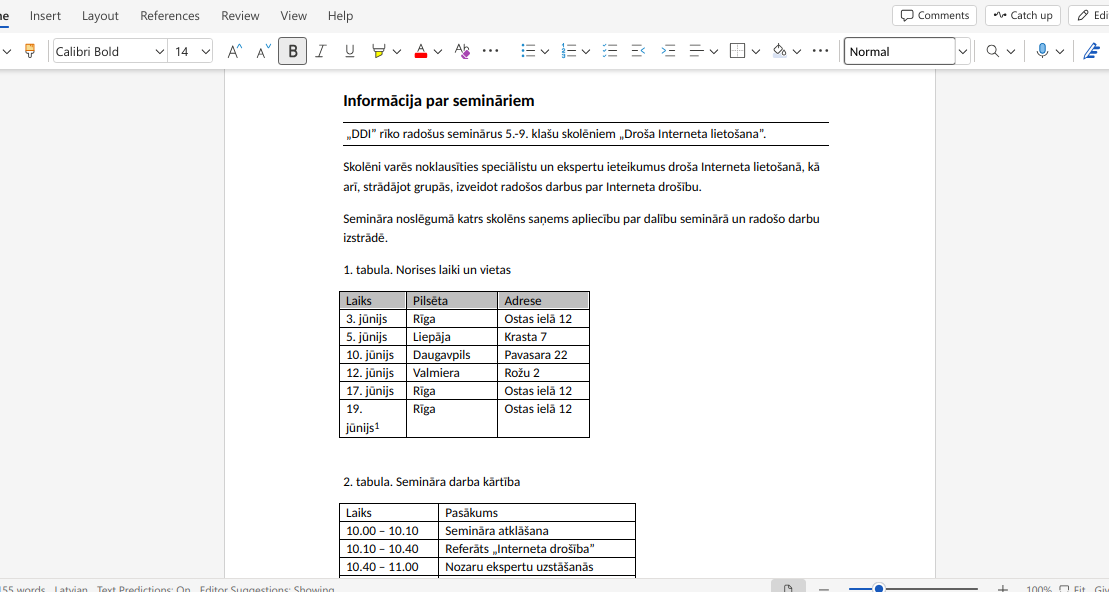 Insert Layout References Review View Help Comments Catch up
Calibri Bold 14 B I U A Normal
Informācija par semināriem
„DDI” rīko radošus seminārus 5.-9. klašu skolēniem „Droša Interneta lietošana”.
Skolēni varēs noklausīties speciālistu un ekspertu ieteikumus droša Interneta lietošanā, kā
arī, strādājot grupās, izveidot radošos darbus par Interneta drošību.
Semināra noslēgumā katrs skolēns saņems apliecību par dalību seminārā un radošo darbu
izstrādē.
1. tabula. Norises laiki un vietas
Laiks Pilsēta Adrese
3. jūnijs Rīga Ostas ielā 12
5. jūnijs Liepāja Krasta 7
10. jūnijs Daugavpils Pavasara 22
12. jūnijs Valmiera Rožu 2
17. jūnijs Rīga Ostas ielā 12
19. Rīga Ostas ielā 12
jūnijs¹
2. tabula. Semināra darba kārtība
Laiks Pasākums
10.00 – 10.10 Semināra atklāšana
10.10 – 10.40 Referāts „Interneta drošība”
10.40 – 11.00 Nozaru ekspertu uzstāšanās
155 words Latvian Text Predictions: On Editor Suggestions: Showing 100% Fit